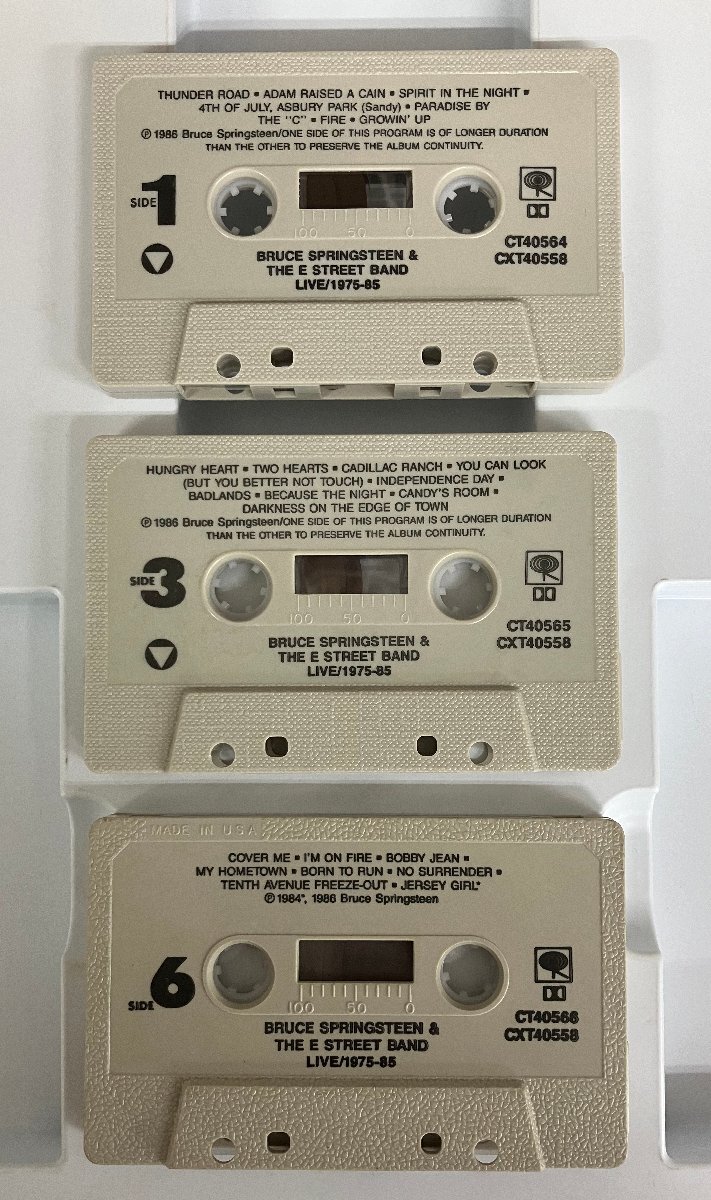 THUNDER ROAD ▪ ADAM RAISED A CAIN ▪ SPIRIT IN THE NIGHT ▪
4TH OF JULY, ASBURY PARK (Sandy) ▪ PARADISE BY
THE "C" ▪ FIRE ▪ GROWIN' UP
℗ 1986 Bruce Springsteen/ONE SIDE OF THIS PROGRAM IS OF LONGER DURATION
THAN THE OTHER TO PRESERVE THE ALBUM CONTINUITY.
SIDE 1
100 50 0
CT40564
CXT40558
BRUCE SPRINGSTEEN &
THE E STREET BAND
LIVE/1975-85
HUNGRY HEART ▪ TWO HEARTS ▪ CADILLAC RANCH ▪ YOU CAN LOOK
(BUT YOU BETTER NOT TOUCH) ▪ INDEPENDENCE DAY ▪
BADLANDS ▪ BECAUSE THE NIGHT ▪ CANDY'S ROOM ▪
DARKNESS ON THE EDGE OF TOWN
℗ 1986 Bruce Springsteen/ONE SIDE OF THIS PROGRAM IS OF LONGER DURATION
THAN THE OTHER TO PRESERVE THE ALBUM CONTINUITY.
SIDE 3
100 50 0
CT40565
CXT40558
BRUCE SPRINGSTEEN &
THE E STREET BAND
LIVE/1975-85
MADE IN USA
COVER ME ▪ I'M ON FIRE ▪ BOBBY JEAN ▪
MY HOMETOWN ▪ BORN TO RUN ▪ NO SURRENDER ▪
TENTH AVENUE FREEZE-OUT ▪ JERSEY GIRL*
℗ 1984*, 1986 Bruce Springsteen
SIDE 6
100 50 0
CT40566
CXT40558
BRUCE SPRINGSTEEN &
THE E STREET BAND
LIVE/1975-85